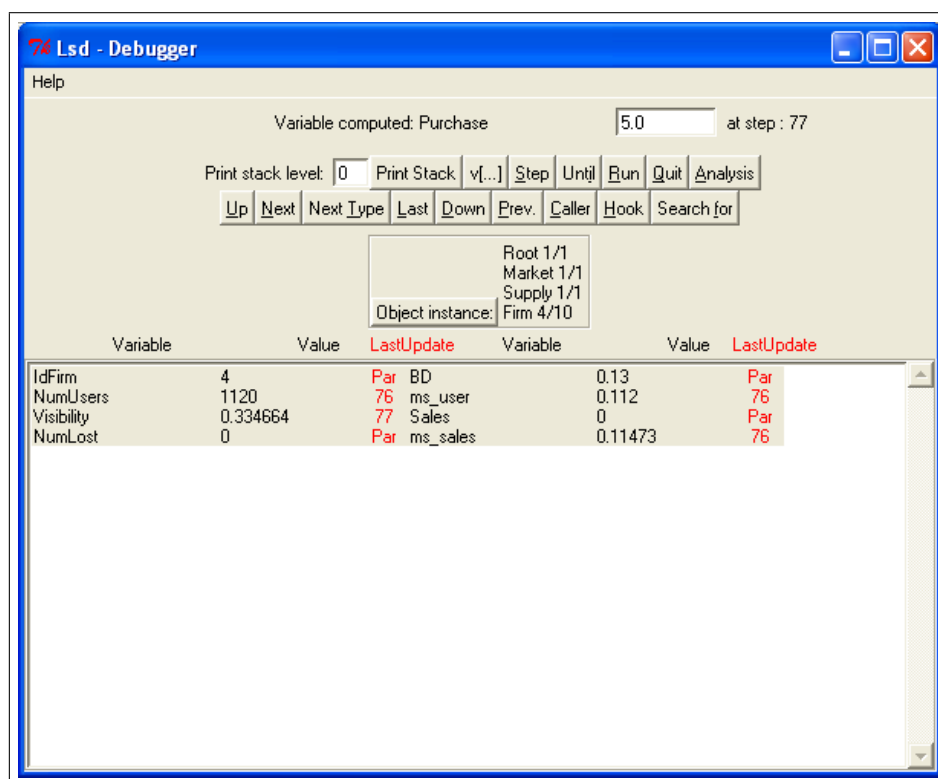 Lsd - Debugger
Help
Variable computed: Purchase 5.0 at step : 77
Print stack level: 0 Print Stack v[...] Step Until Run Quit Analysis
Up Next Next Type Last Down Prev. Caller Hook Search for
Root 1/1
Market 1/1
Supply 1/1
Object instance: Firm 4/10
Variable Value LastUpdate Variable Value LastUpdate
IdFirm 4 Par BD 0.13 Par
NumUsers 1120 76 ms_user 0.112 76
Visibility 0.334664 77 Sales 0 Par
NumLost 0 Par ms_sales 0.11473 76